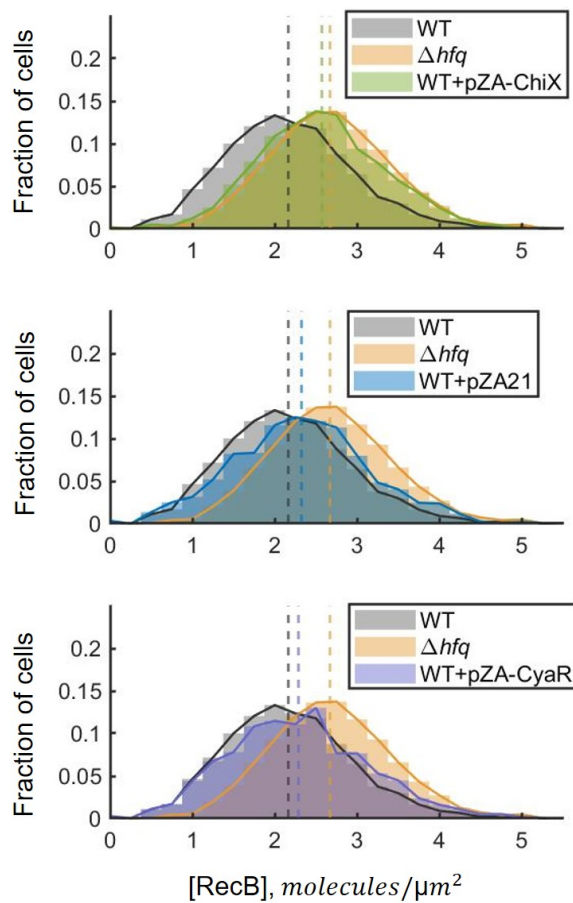 WT
Δhfq
WT+pZA-ChiX
Fraction of cells
0.2
0.15
0.1
0.05
0
0 1 2 3 4 5
WT
Δhfq
WT+pZA21
Fraction of cells
0.2
0.15
0.1
0.05
0
0 1 2 3 4 5
WT
Δhfq
WT+pZA-CyaR
Fraction of cells
0.2
0.15
0.1
0.05
0
0 1 2 3 4 5
[RecB], molecules/μm²